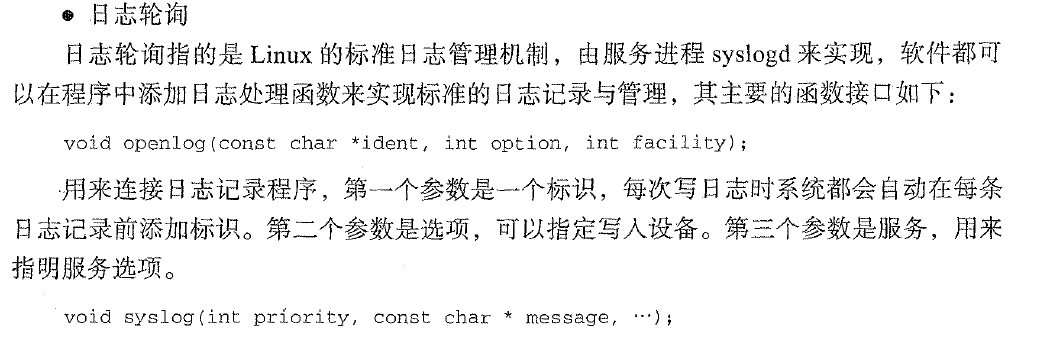 ● 日志轮询
日志轮询指的是 Linux 的标准日志管理机制，由服务进程 syslogd 来实现，软件都可
以在程序中添加日志处理函数来实现标准的日志记录与管理，其主要的函数接口如下：
void openlog(const char *ident, int option, int facility);
用来连接日志记录程序，第一个参数是一个标识，每次写日志时系统都会自动在每条
日志记录前添加标识。第二个参数是选项，可以指定写入设备。第三个参数是服务，用来
指明服务选项。
void syslog(int priority, const char * message, …);